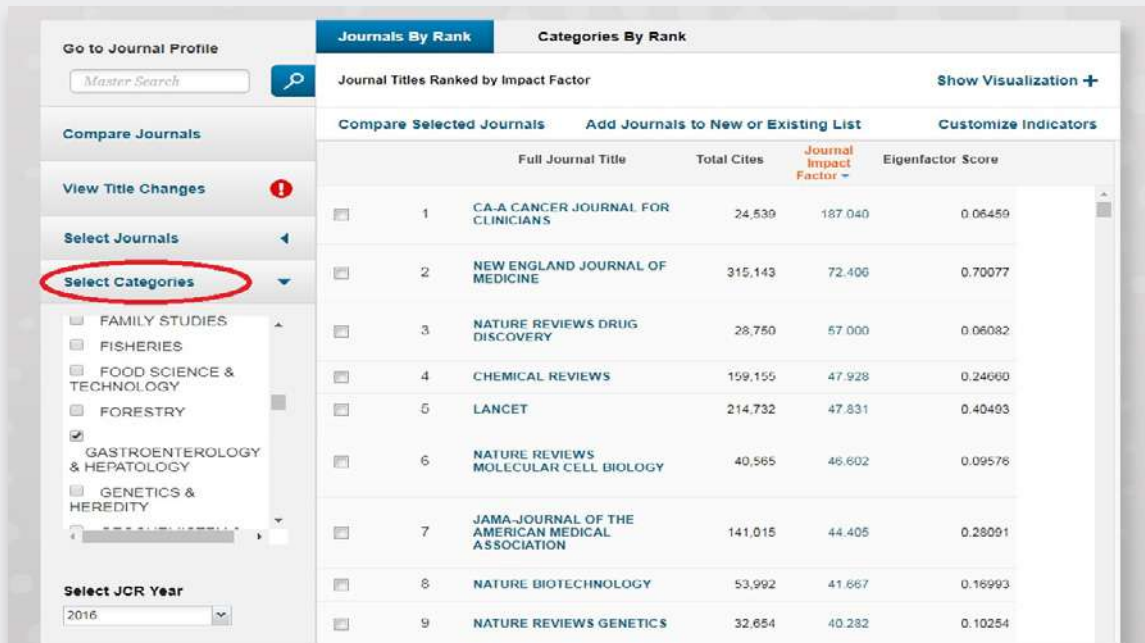 Go to Journal Profile
Master Search
Compare Journals
View Title Changes
Select Journals
Select Categories
FAMILY STUDIES
FISHERIES
FOOD SCIENCE &
TECHNOLOGY
FORESTRY
GASTROENTEROLOGY
& HEPATOLOGY
GENETICS &
HEREDITY
Select JCR Year
2016
Journals By Rank Categories By Rank
Journal Titles Ranked by Impact Factor Show Visualization +
Compare Selected Journals Add Journals to New or Existing List Customize Indicators
Full Journal Title Total Cites Journal Impact Factor Eigenfactor Score
1 CA-A CANCER JOURNAL FOR
CLINICIANS 24,539 187.040 0.06459
2 NEW ENGLAND JOURNAL OF
MEDICINE 315,143 72.406 0.70077
3 NATURE REVIEWS DRUG
DISCOVERY 28,750 57.000 0.06082
4 CHEMICAL REVIEWS 159,155 47.928 0.24660
5 LANCET 214,732 47.831 0.40493
6 NATURE REVIEWS
MOLECULAR CELL BIOLOGY 40,565 46.602 0.09576
7 JAMA-JOURNAL OF THE
AMERICAN MEDICAL
ASSOCIATION 141,015 44.405 0.28091
8 NATURE BIOTECHNOLOGY 53,992 41.667 0.16993
9 NATURE REVIEWS GENETICS 32,654 40.282 0.10254